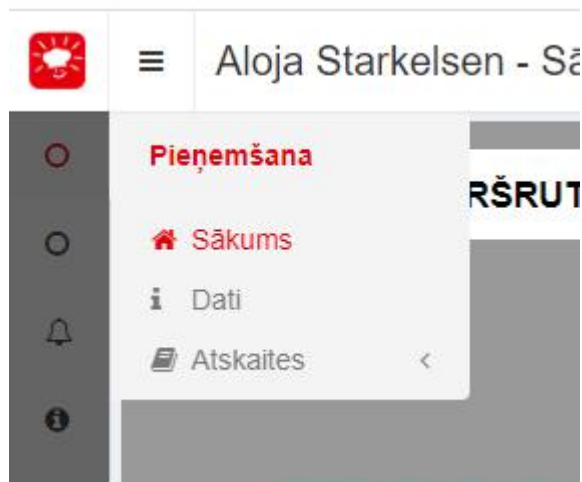 Aloja Starkelsen - Sā
Pieņemšana
RŠRUT
Sākums
Dati
Atskaites